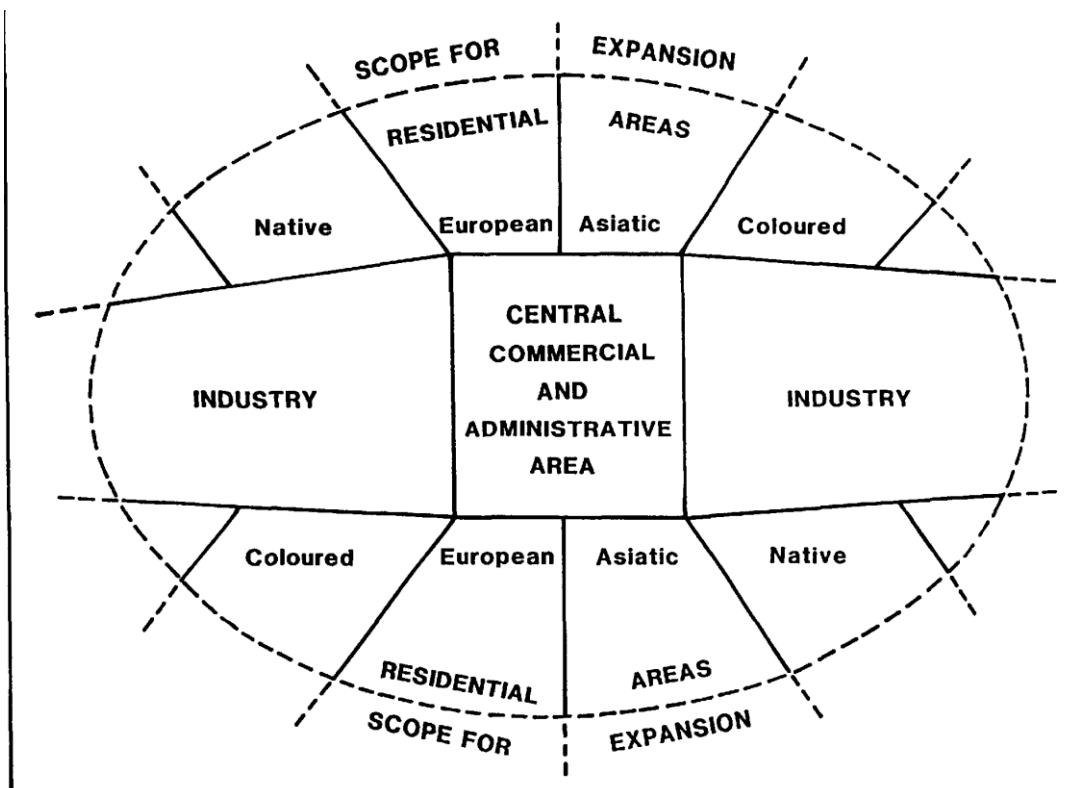 SCOPE FOR EXPANSION
RESIDENTIAL AREAS
Native European Asiatic Coloured
CENTRAL
COMMERCIAL
AND
INDUSTRY
INDUSTRY
ADMINISTRATIVE
AREA
Coloured European Asiatic Native
RESIDENTIAL AREAS
SCOPE FOR EXPANSION